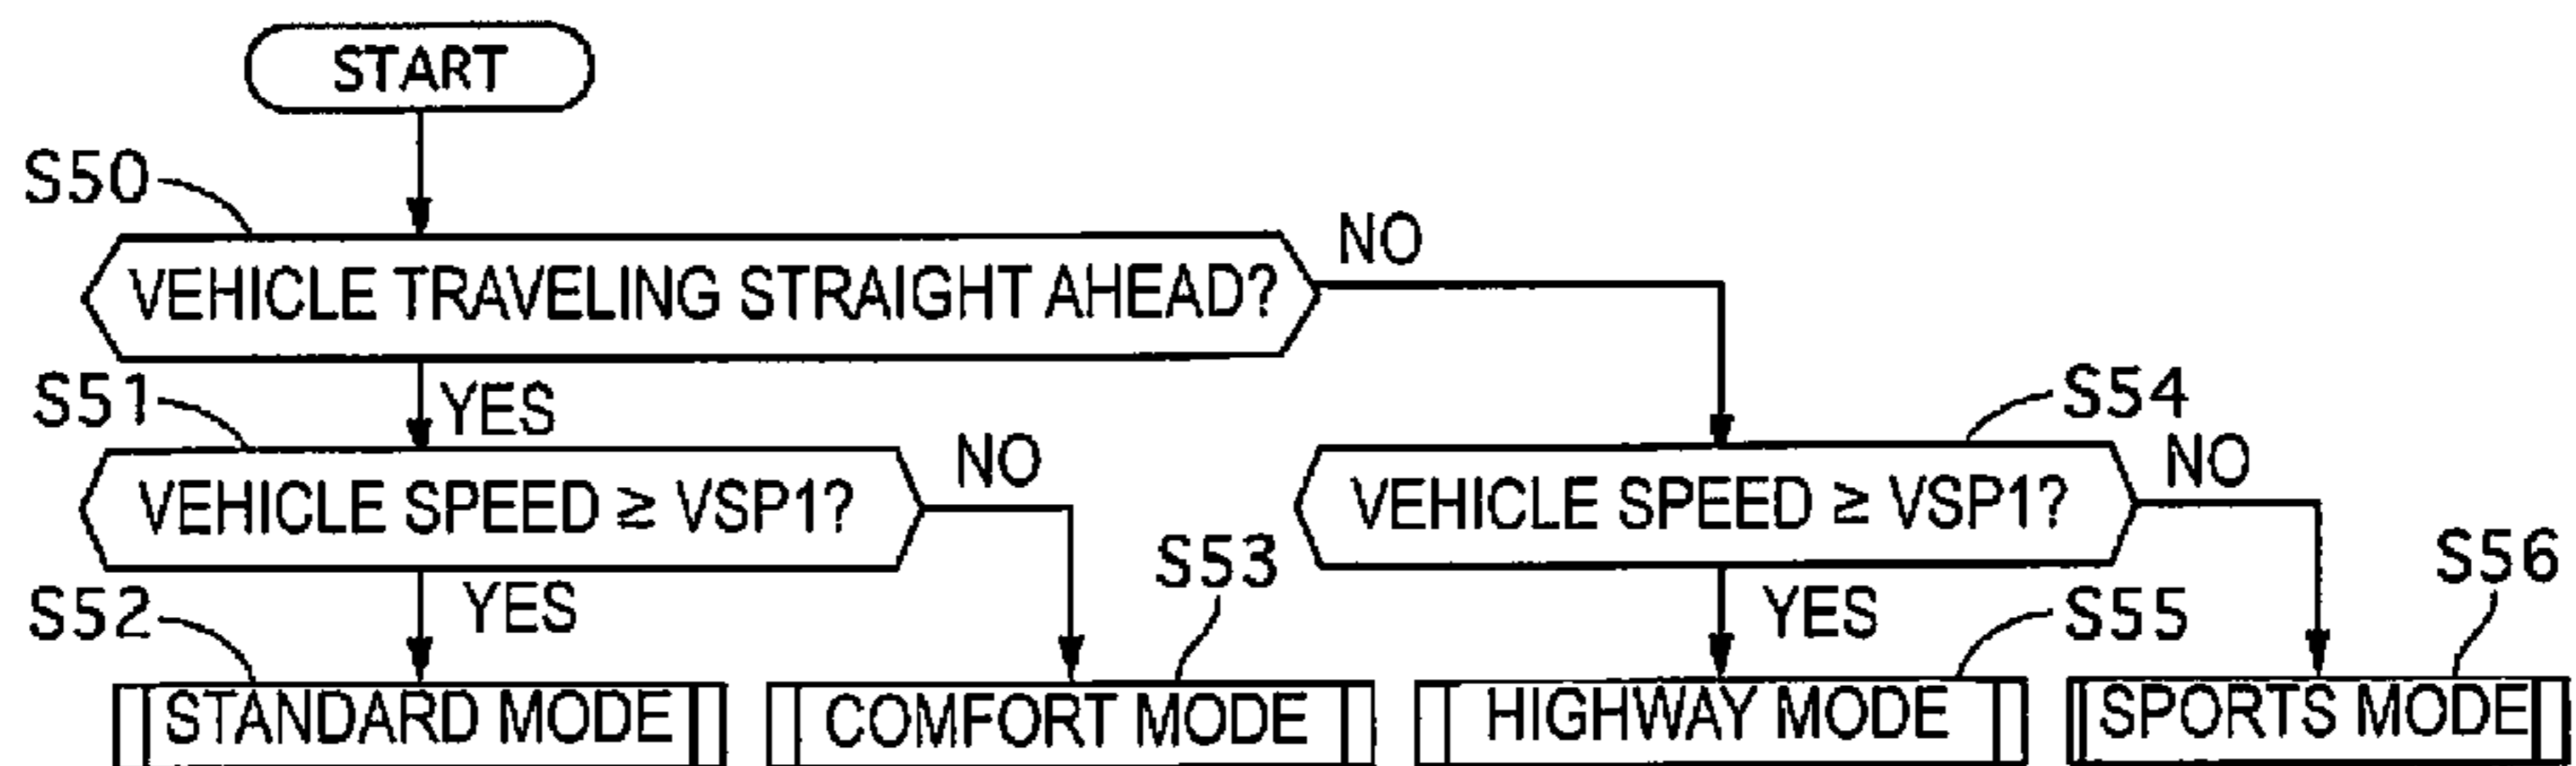 START
S50
VEHICLE TRAVELING STRAIGHT AHEAD?
NO
S51
YES
VEHICLE SPEED ≥ VSP1?
NO
S54
VEHICLE SPEED ≥ VSP1?
NO
S52
YES
STANDARD MODE
S53
COMFORT MODE
YES
S55
HIGHWAY MODE
S56
SPORTS MODE